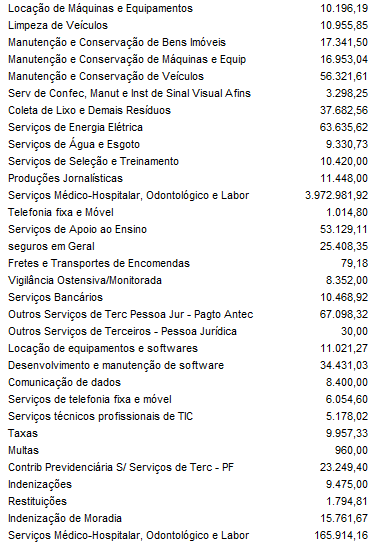 Locação de Máquinas e Equipamentos 10.196,19
Limpeza de Veículos 10.955,85
Manutenção e Conservação de Bens Imóveis 17.341,50
Manutenção e Conservação de Máquinas e Equip 16.953,04
Manutenção e Conservação de Veículos 56.321,61
Serv de Confec, Manut e Inst de Sinal Visual Afins 3.298,25
Coleta de Lixo e Demais Resíduos 37.682,56
Serviços de Energia Elétrica 63.635,62
Serviços de Água e Esgoto 9.330,73
Serviços de Seleção e Treinamento 10.420,00
Produções Jornalísticas 11.448,00
Serviços Médico-Hospitalar, Odontológico e Labor 3.972.981,92
Telefonia fixa e Móvel 1.014,80
Serviços de Apoio ao Ensino 53.129,11
seguros em Geral 25.408,35
Fretes e Transportes de Encomendas 79,18
Vigilância Ostensiva/Monitorada 8.352,00
Serviços Bancários 10.468,92
Outros Serviços de Terc Pessoa Jur - Pagto Antec 67.098,32
Outros Serviços de Terceiros - Pessoa Jurídica 30,00
Locação de equipamentos e softwares 11.021,27
Desenvolvimento e manutenção de software 34.431,03
Comunicação de dados 8.400,00
Serviços de telefonia fixa e móvel 6.054,60
Serviços técnicos profissionais de TIC 5.178,02
Taxas 9.957,33
Multas 960,00
Contrib Previdenciária S/ Serviços de Terc - PF 23.249,40
Indenizações 9.475,00
Restituições 1.794,81
Indenização de Moradia 15.761,67
Serviços Médico-Hospitalar, Odontológico e Labor 165.914,16